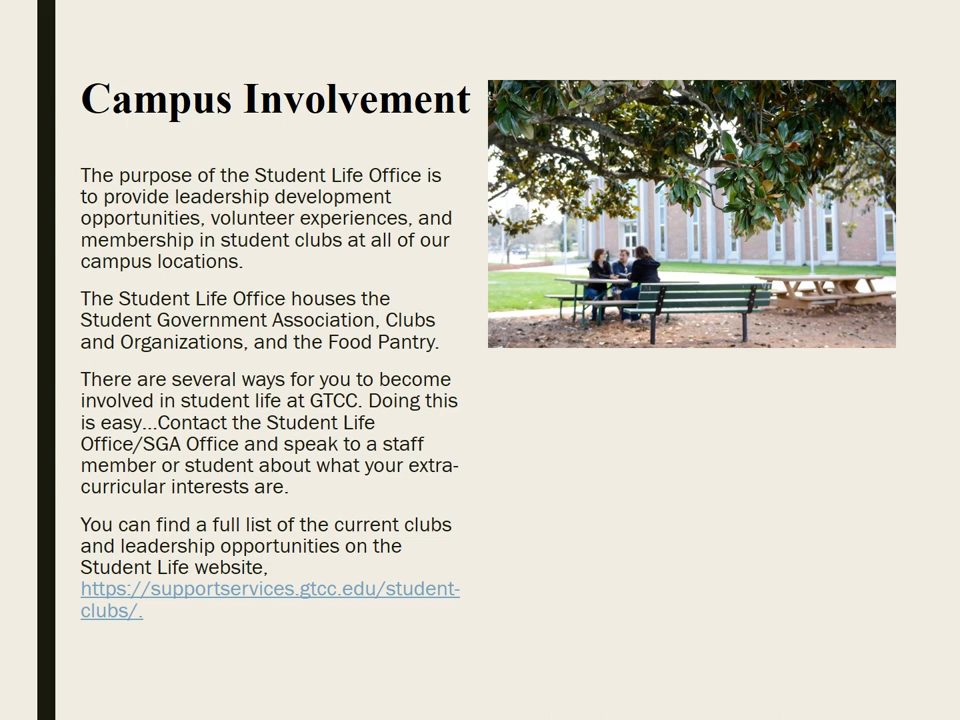 Campus Involvement
The purpose of the Student Life Office is
to provide leadership development
opportunities, volunteer experiences, and
membership in student clubs at all of our
campus locations.
The Student Life Office houses the
Student Government Association, Clubs
and Organizations, and the Food Pantry.
There are several ways for you to become
involved in student life at GTCC. Doing this
is easy...Contact the Student Life
Office/SGA Office and speak to a staff
member or student about what your extra-
curricular interests are.
You can find a full list of the current clubs
and leadership opportunities on the
Student Life website,
https://supportservices.gtcc.edu/student-
clubs/.